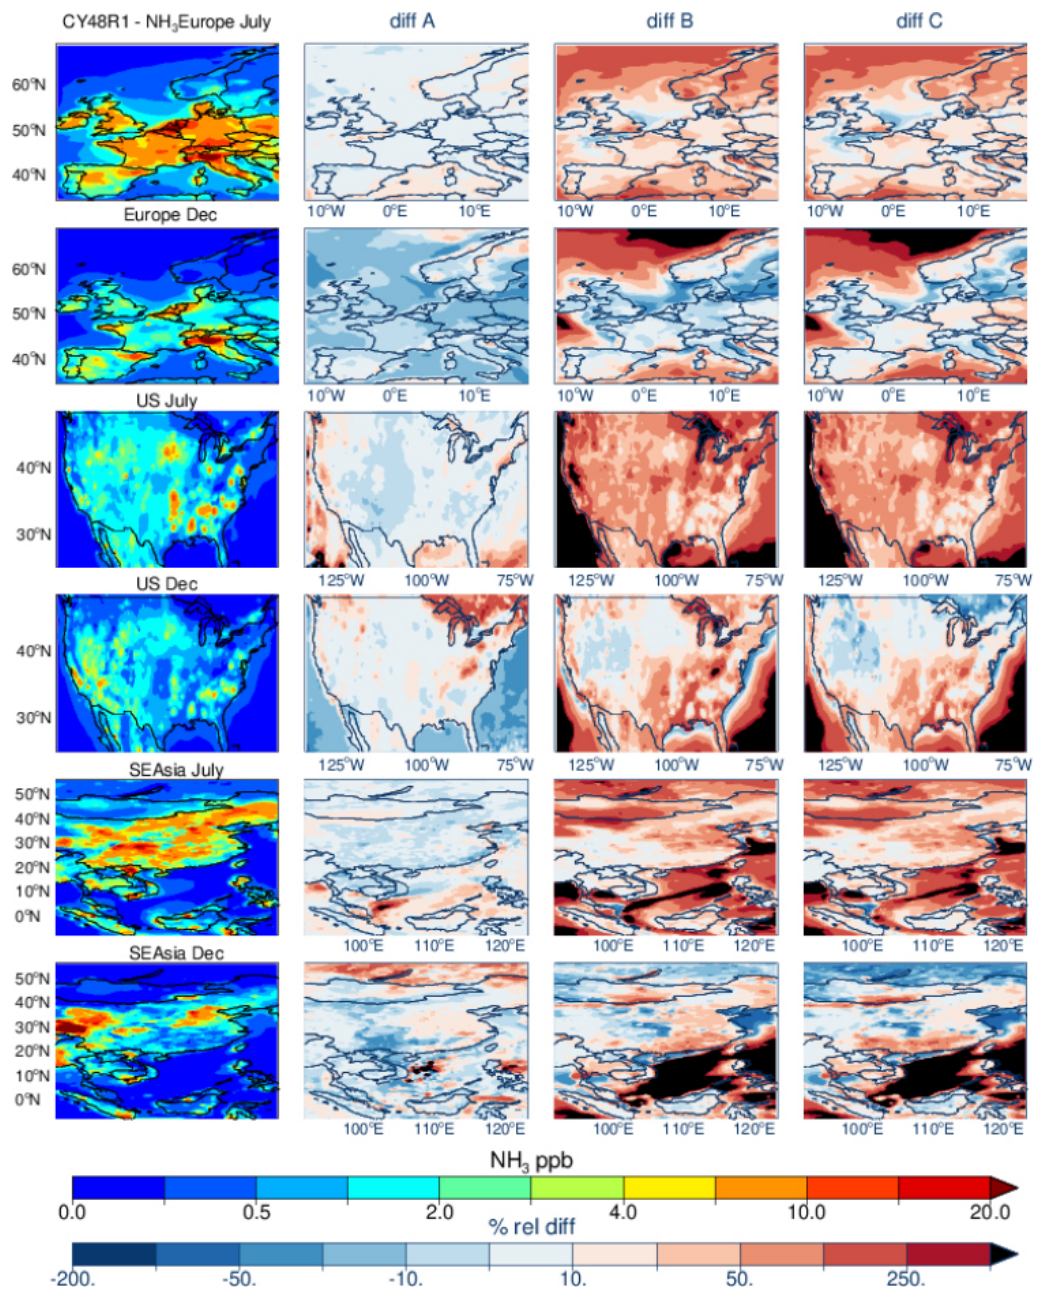 CY48R1 - NH₃Europe July diff A diff B diff C
60°N
50°N
40°N
10°W 0°E 10°E 10°W 0°E 10°E 10°W 0°E 10°E
Europe Dec
60°N
50°N
40°N
10°W 0°E 10°E 10°W 0°E 10°E 10°W 0°E 10°E
US July
40°N
30°N
125°W 100°W 75°W 125°W 100°W 75°W 125°W 100°W 75°W
US Dec
40°N
30°N
125°W 100°W 75°W 125°W 100°W 75°W 125°W 100°W 75°W
SEAsia July
50°N
40°N
30°N
20°N
10°N
0°N
100°E 110°E 120°E 100°E 110°E 120°E 100°E 110°E 120°E
SEAsia Dec
50°N
40°N
30°N
20°N
10°N
0°N
100°E 110°E 120°E 100°E 110°E 120°E 100°E 110°E 120°E
NH₃ ppb
0.0 0.5 2.0 4.0 10.0 20.0
% rel diff
-200. -50. -10. 10. 50. 250.